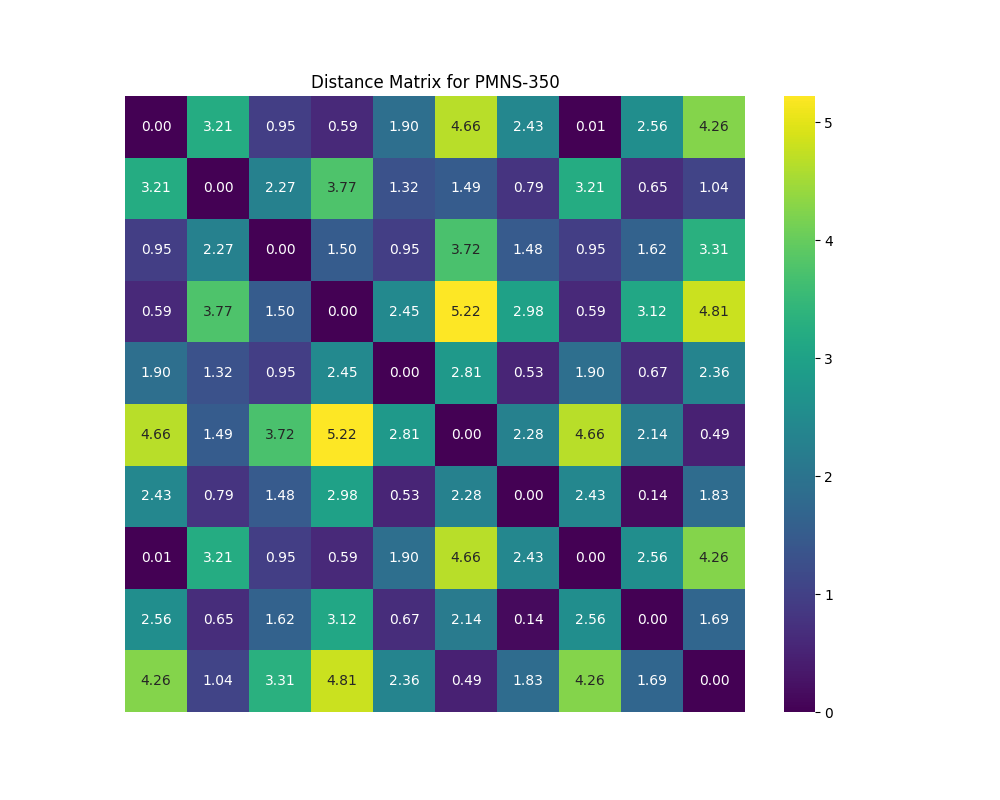 Distance Matrix for PMNS-350
0.00 3.21 0.95 0.59 1.90 4.66 2.43 0.01 2.56 4.26
3.21 0.00 2.27 3.77 1.32 1.49 0.79 3.21 0.65 1.04
0.95 2.27 0.00 1.50 0.95 3.72 1.48 0.95 1.62 3.31
0.59 3.77 1.50 0.00 2.45 5.22 2.98 0.59 3.12 4.81
1.90 1.32 0.95 2.45 0.00 2.81 0.53 1.90 0.67 2.36
4.66 1.49 3.72 5.22 2.81 0.00 2.28 4.66 2.14 0.49
2.43 0.79 1.48 2.98 0.53 2.28 0.00 2.43 0.14 1.83
0.01 3.21 0.95 0.59 1.90 4.66 2.43 0.00 2.56 4.26
2.56 0.65 1.62 3.12 0.67 2.14 0.14 2.56 0.00 1.69
4.26 1.04 3.31 4.81 2.36 0.49 1.83 4.26 1.69 0.00
5
4
3
2
1
0